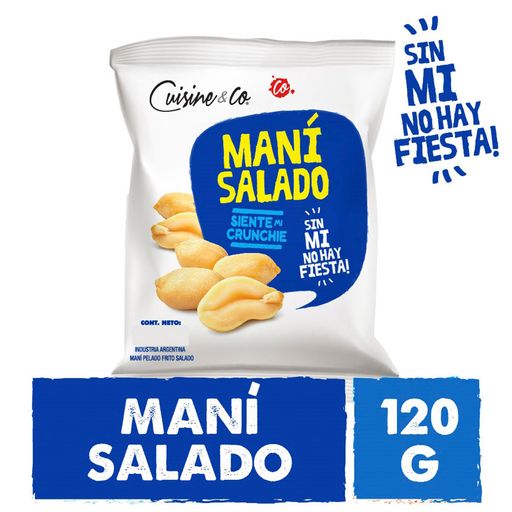 Cuisine & Co.
Co.
MANÍ
SALADO
SIENTE MI
CRUNCHIE
SIN
MI
NO HAY
FIESTA!
CONT. NETO:
INDUSTRIA ARGENTINA
MANÍ PELADO FRITO SALADO
SIN
MI
NO HAY
FIESTA!
MANÍ
SALADO
120
G